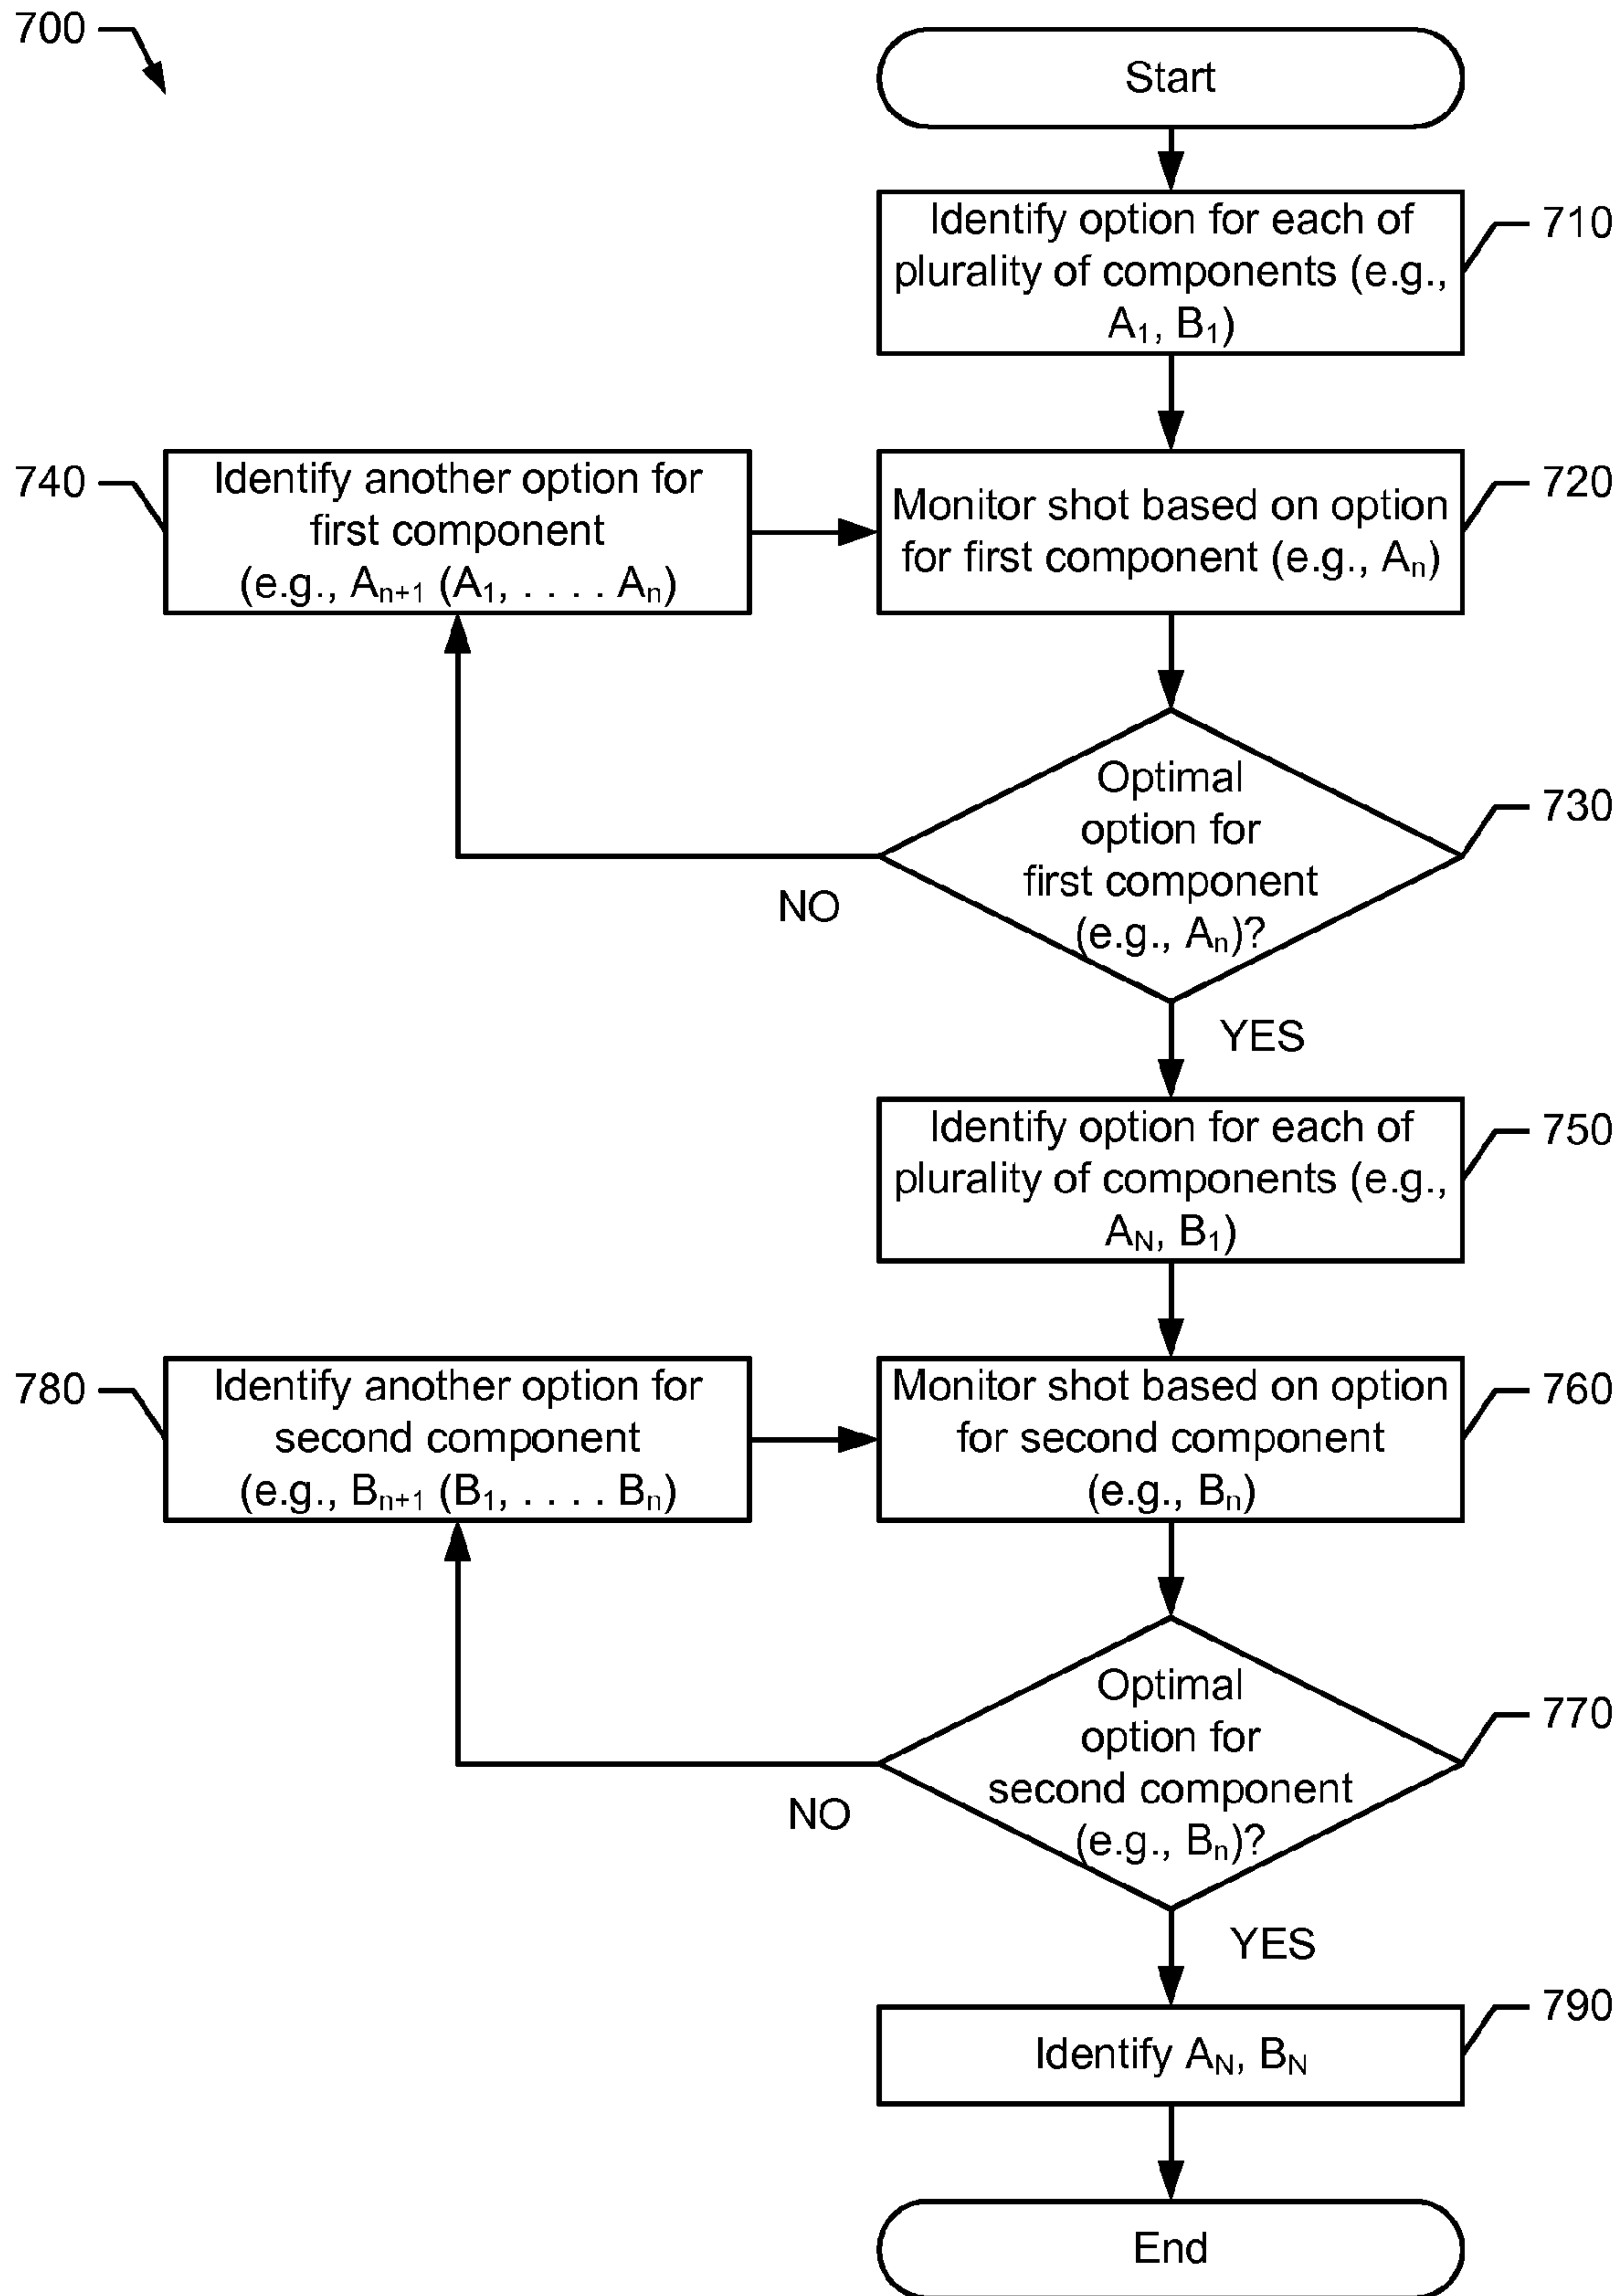 700
Start
Identify option for each of
plurality of components (e.g.,
A₁, B₁)
710
740
Identify another option for
first component
(e.g., Aₙ₊₁ (A₁, . . . . Aₙ)
Monitor shot based on option
for first component (e.g., Aₙ)
720
Optimal
option for
first component
(e.g., Aₙ)?
730
NO
YES
Identify option for each of
plurality of components (e.g.,
A_N, B₁)
750
780
Identify another option for
second component
(e.g., Bₙ₊₁ (B₁, . . . . Bₙ)
Monitor shot based on option
for second component
(e.g., Bₙ)
760
Optimal
option for
second component
(e.g., Bₙ)?
770
NO
YES
Identify A_N, B_N
790
End